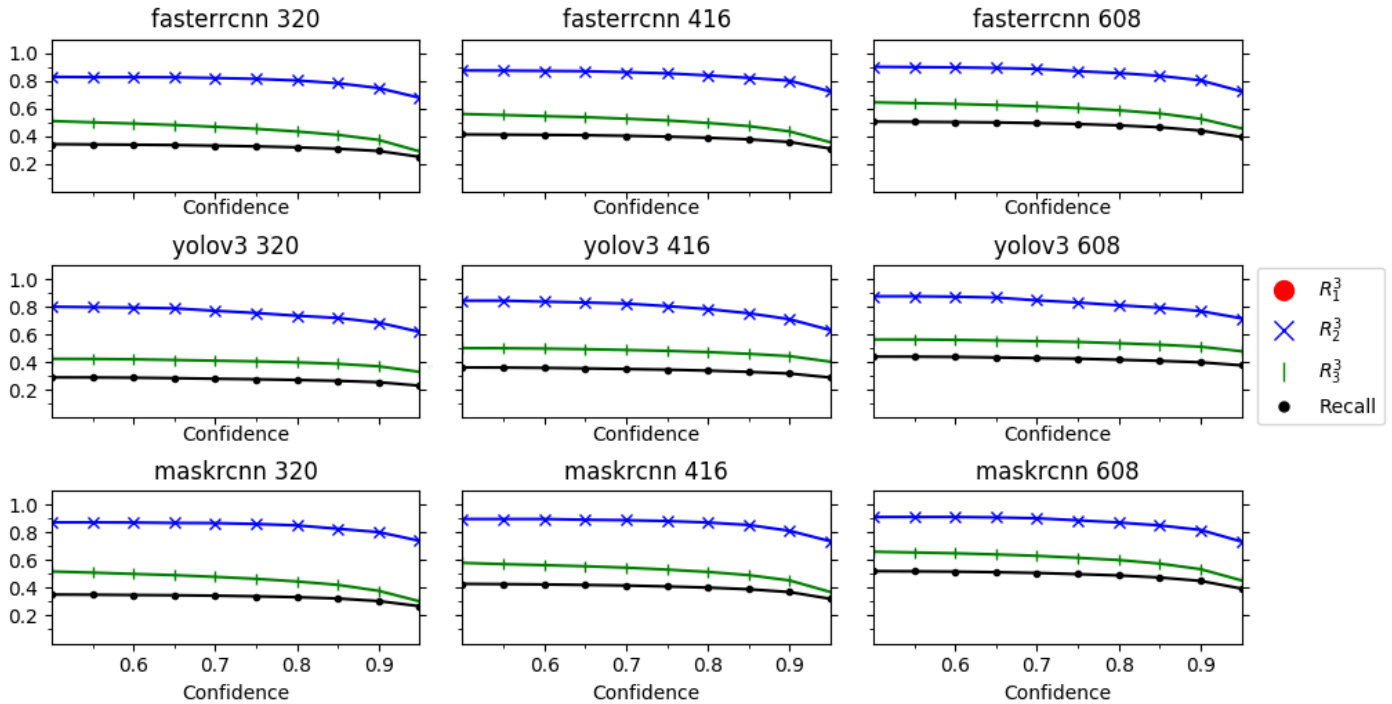 fasterrcnn 320 fasterrcnn 416 fasterrcnn 608
1.0
0.8
0.6
0.4
0.2
Confidence Confidence Confidence
yolov3 320 yolov3 416 yolov3 608
1.0
0.8
0.6
0.4
0.2
Confidence Confidence Confidence
$R_1^3$
$R_2^3$
$R_3^3$
Recall
maskrcnn 320 maskrcnn 416 maskrcnn 608
1.0
0.8
0.6
0.4
0.2
0.6 0.7 0.8 0.9 0.6 0.7 0.8 0.9 0.6 0.7 0.8 0.9
Confidence Confidence Confidence